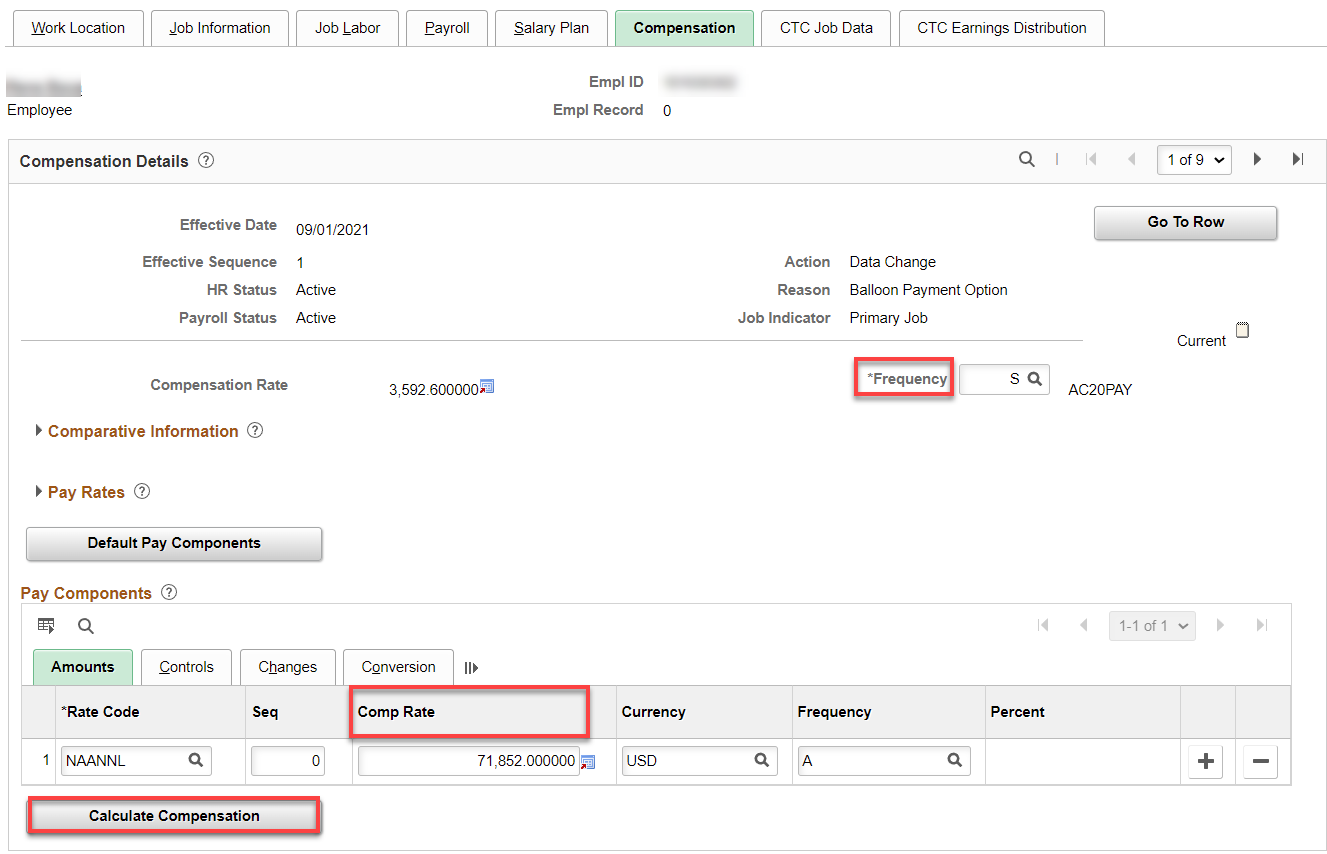 Work Location Job Information Job Labor Payroll Salary Plan Compensation CTC Job Data CTC Earnings Distribution
Empl ID
Employee Empl Record 0
Compensation Details ? 1 of 9
Effective Date 09/01/2021 Go To Row
Effective Sequence 1 Action Data Change
HR Status Active Reason Balloon Payment Option
Payroll Status Active Job Indicator Primary Job
Current
Compensation Rate 3,592.600000 *Frequency S AC20PAY
Comparative Information ?
Pay Rates ?
Default Pay Components
Pay Components ?
1-1 of 1
Amounts Controls Changes Conversion
*Rate Code Seq Comp Rate Currency Frequency Percent
1 NAANNL 0 71,852.000000 USD A + −
Calculate Compensation